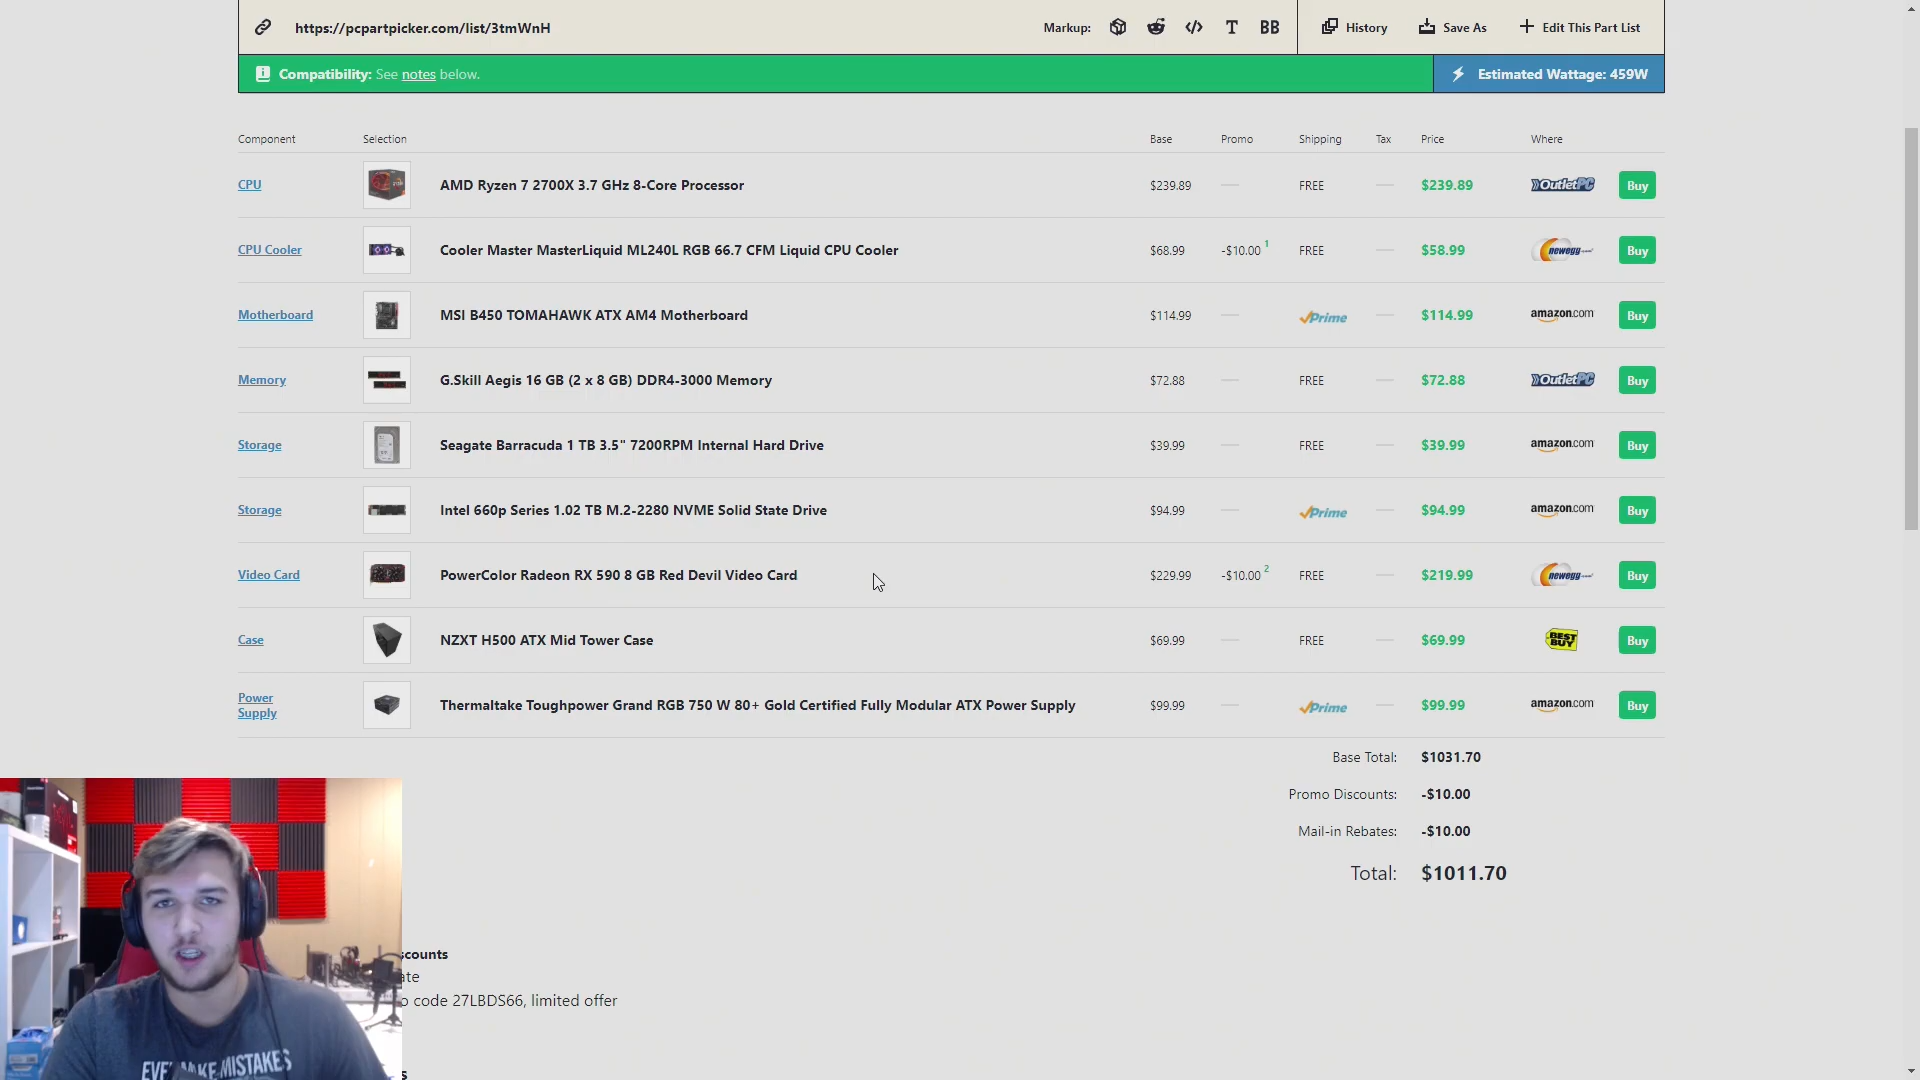 https://pcpartpicker.com/list/3tmWnH Markup: T BB History Save As Edit This Part List
Compatibility: See notes below. Estimated Wattage: 459W
Component Selection Base Promo Shipping Tax Price Where
CPU AMD Ryzen 7 2700X 3.7 GHz 8-Core Processor $239.89 — FREE — $239.89 OutletPC Buy
CPU Cooler Cooler Master MasterLiquid ML240L RGB 66.7 CFM Liquid CPU Cooler $68.99 -$10.00 1 FREE — $58.99 newegg Buy
Motherboard MSI B450 TOMAHAWK ATX AM4 Motherboard $114.99 — Prime — $114.99 amazon.com Buy
Memory G.Skill Aegis 16 GB (2 x 8 GB) DDR4-3000 Memory $72.88 — FREE — $72.88 OutletPC Buy
Storage Seagate Barracuda 1 TB 3.5" 7200RPM Internal Hard Drive $39.99 — FREE — $39.99 amazon.com Buy
Storage Intel 660p Series 1.02 TB M.2-2280 NVME Solid State Drive $94.99 — Prime — $94.99 amazon.com Buy
Video Card PowerColor Radeon RX 590 8 GB Red Devil Video Card $229.99 -$10.00 2 FREE — $219.99 newegg Buy
Case NZXT H500 ATX Mid Tower Case $69.99 — FREE — $69.99 BEST BUY Buy
Power Supply Thermaltake Toughpower Grand RGB 750 W 80+ Gold Certified Fully Modular ATX Power Supply $99.99 — Prime — $99.99 amazon.com Buy
Base Total: $1031.70
Promo Discounts: -$10.00
Mail-in Rebates: -$10.00
Total: $1011.70
scounts
ate
o code 27LBDS66, limited offer
s
MISTAKES